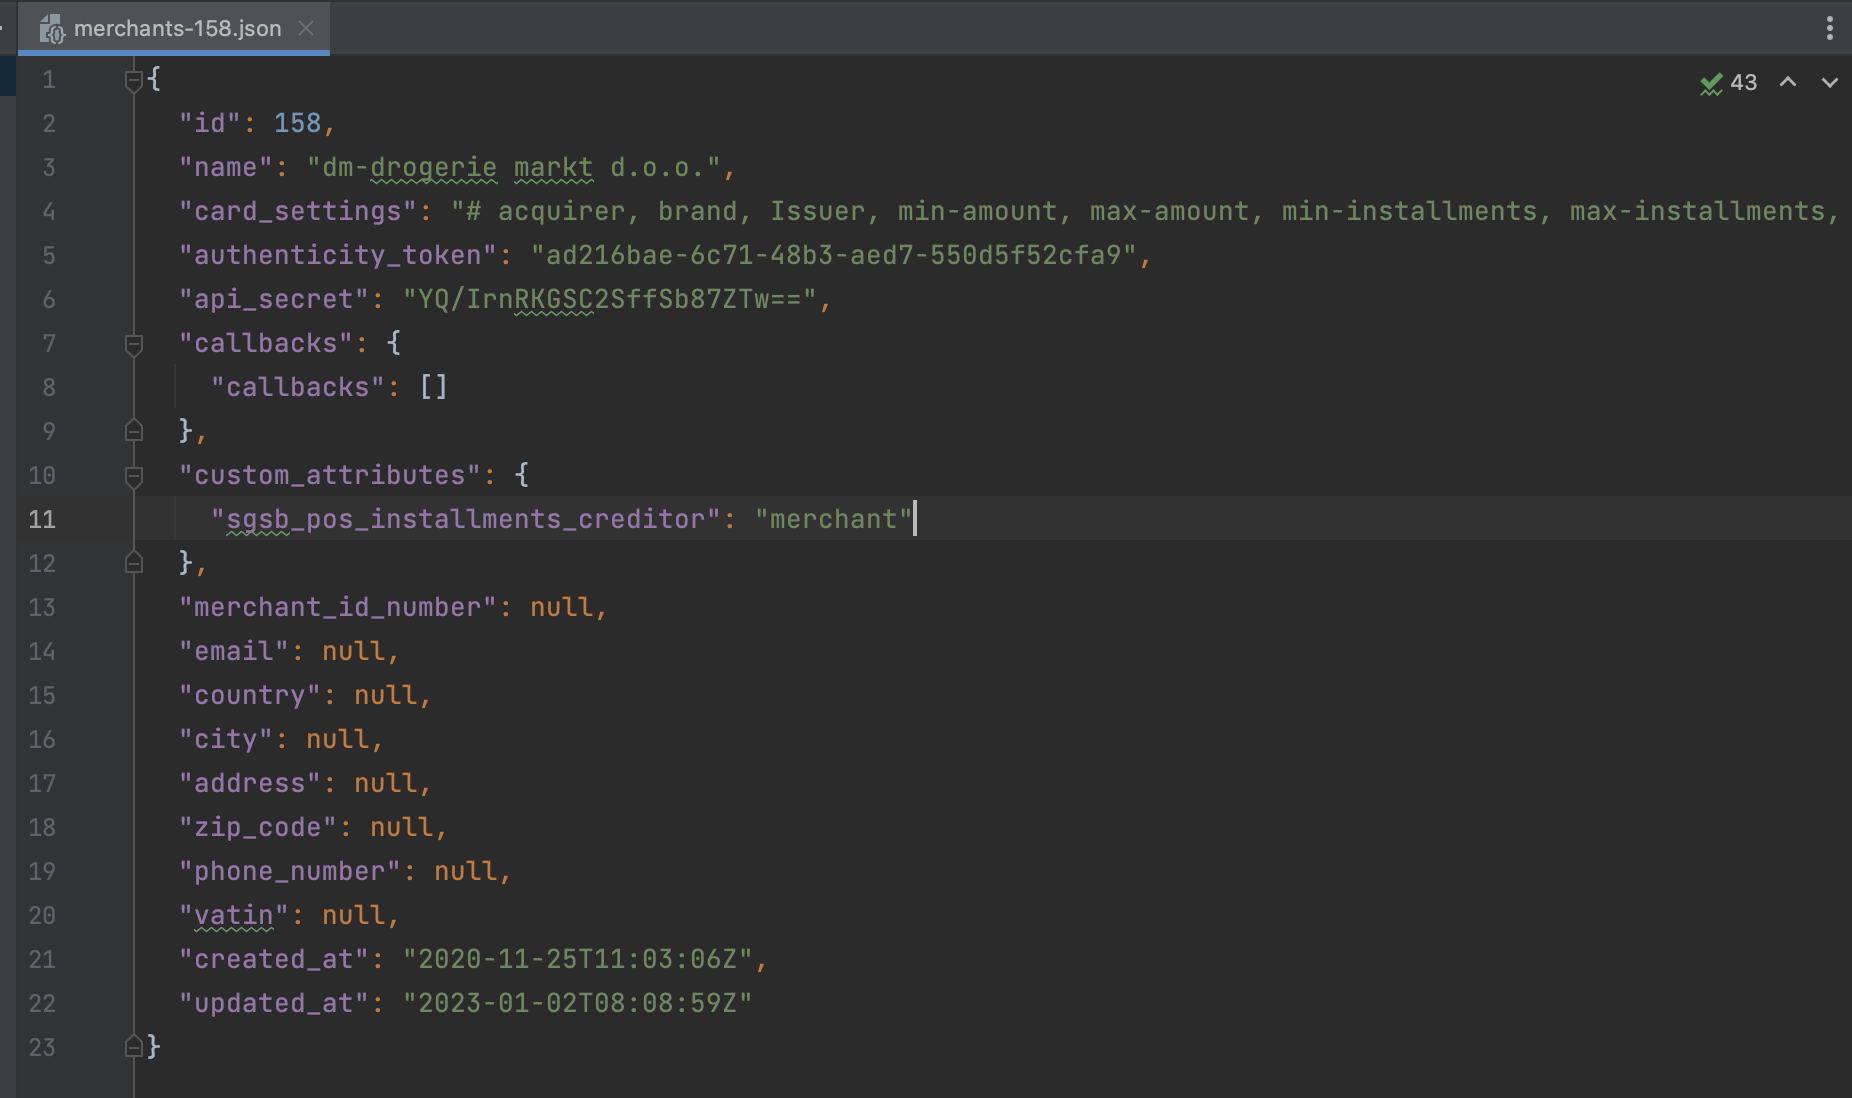 merchants-158.json
43
1 {
2 "id": 158,
3 "name": "dm-drogerie markt d.o.o.",
4 "card_settings": "# acquirer, brand, Issuer, min-amount, max-amount, min-installments, max-installments,
5 "authenticity_token": "ad216bae-6c71-48b3-aed7-550d5f52cfa9",
6 "api_secret": "YQ/IrnRKGSC2SffSb87ZTw==",
7 "callbacks": {
8 "callbacks": []
9 },
10 "custom_attributes": {
11 "sgsb_pos_installments_creditor": "merchant"
12 },
13 "merchant_id_number": null,
14 "email": null,
15 "country": null,
16 "city": null,
17 "address": null,
18 "zip_code": null,
19 "phone_number": null,
20 "vatin": null,
21 "created_at": "2020-11-25T11:03:06Z",
22 "updated_at": "2023-01-02T08:08:59Z"
23 }